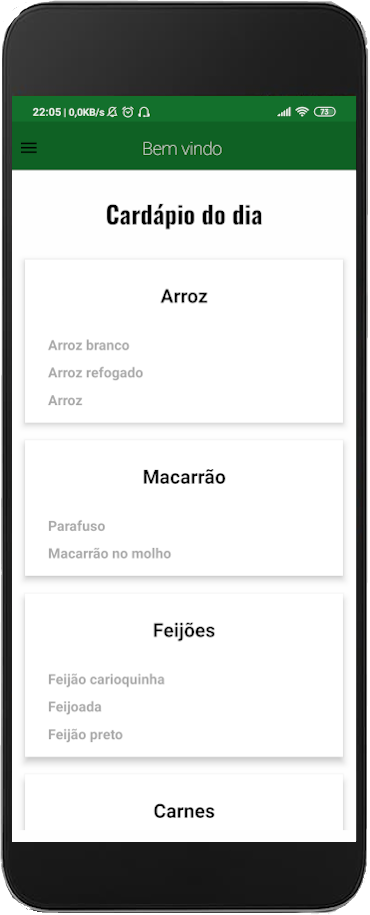 22:05 | 0,0KB/s
73
Bem vindo
Cardápio do dia
Arroz
Arroz branco
Arroz refogado
Arroz
Macarrão
Parafuso
Macarrão no molho
Feijões
Feijão carioquinha
Feijoada
Feijão preto
Carnes